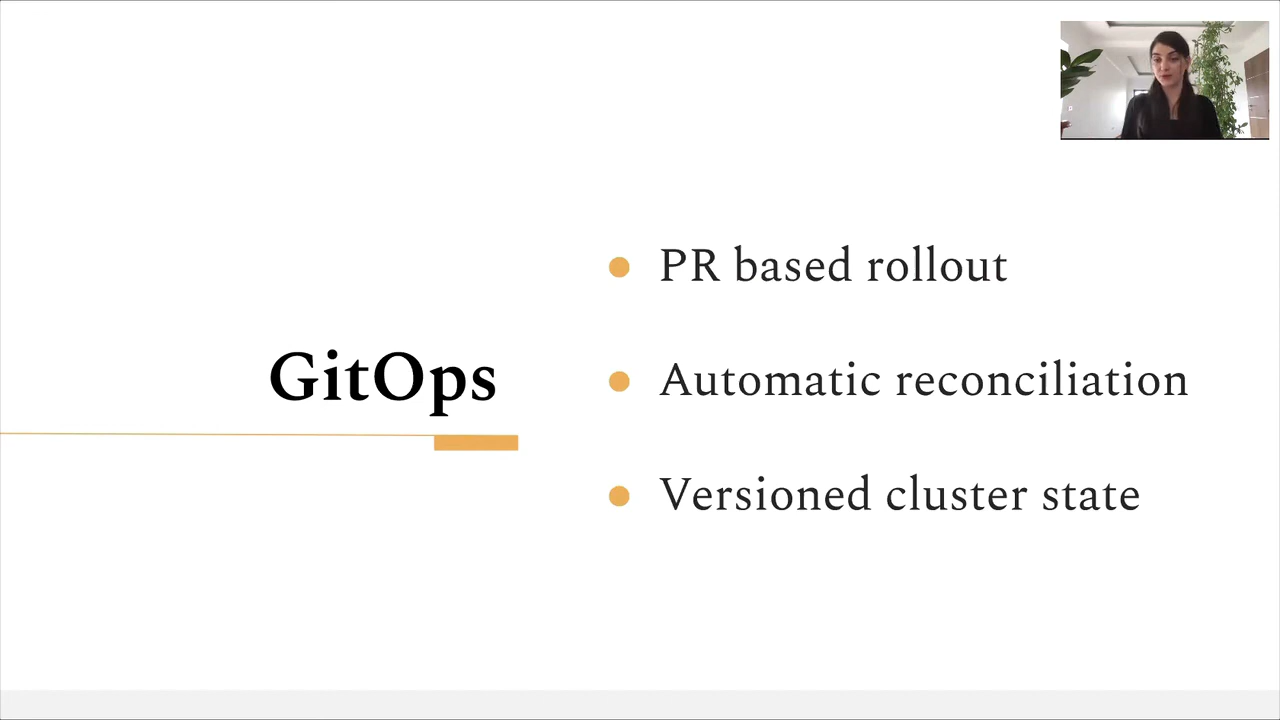 GitOps
PR based rollout
Automatic reconciliation
Versioned cluster state